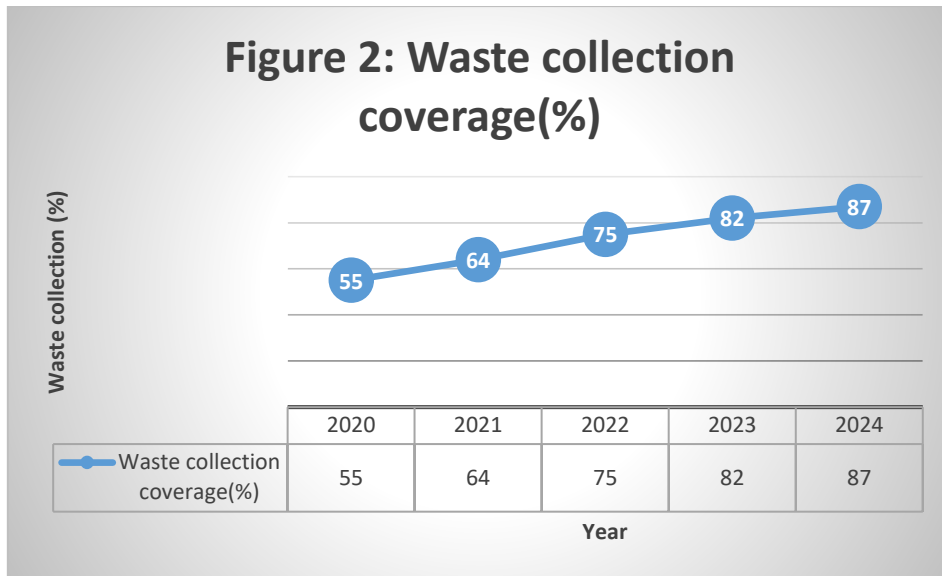 Figure 2: Waste collection
coverage(%)
Waste collection (%)
55
64
75
82
87
2020 2021 2022 2023 2024
Waste collection
coverage(%)
55 64 75 82 87
Year